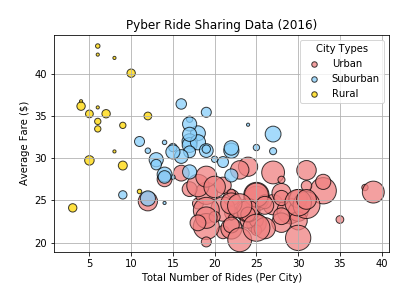 Pyber Ride Sharing Data (2016)
City Types
Urban
Suburban
Rural
Average Fare ($)
40
35
30
25
20
5 10 15 20 25 30 35 40
Total Number of Rides (Per City)